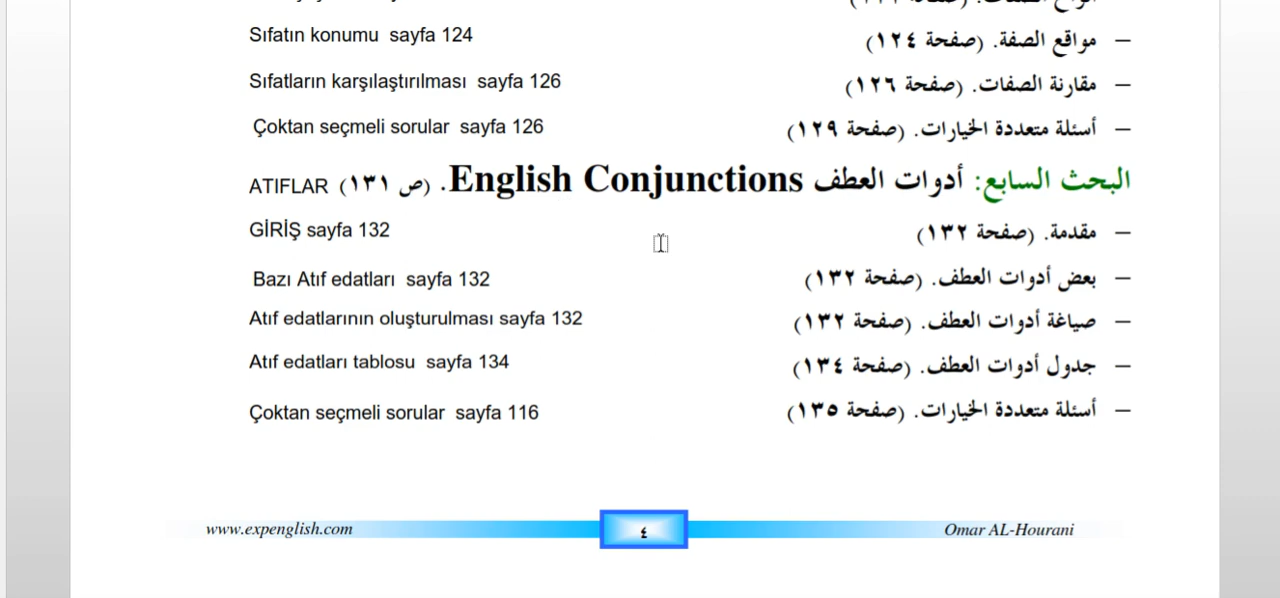 Sıfatın konumu sayfa 124 – مواقع الصفة. (صفحة ١٢٤)
Sıfatların karşılaştırılması sayfa 126 – مقارنة الصفات. (صفحة ١٢٦)
Çoktan seçmeli sorular sayfa 126 – أسئلة متعددة الخيارات. (صفحة ١٢٩)
البحث السابع: أدوات العطف English Conjunctions. (ص ١٣١) ATIFLAR
GİRİŞ sayfa 132 – مقدمة. (صفحة ١٣٢)
Bazı Atıf edatları sayfa 132 – بعض أدوات العطف. (صفحة ١٣٢)
Atıf edatlarının oluşturulması sayfa 132 – صياغة أدوات العطف. (صفحة ١٣٢)
Atıf edatları tablosu sayfa 134 – جدول أدوات العطف. (صفحة ١٣٤)
Çoktan seçmeli sorular sayfa 116 – أسئلة متعددة الخيارات. (صفحة ١٣٥)
www.expenglish.com ٤ Omar AL-Hourani